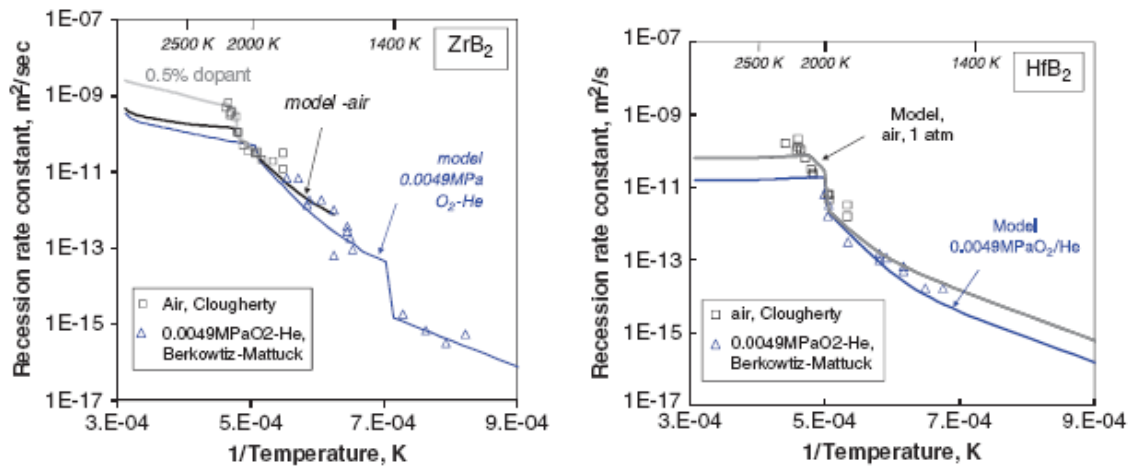 1E-07
2500 K 2000 K 1400 K
ZrB2
0.5% dopant
1E-09
model -air
1E-11
model
0.0049MPa
O2-He
1E-13
Air, Clougherty
1E-15
0.0049MPaO2-He,
Berkowtiz-Mattuck
1E-17
3.E-04 5.E-04 7.E-04 9.E-04
1/Temperature, K
Recession rate constant, m²/sec
1E-07
2500 K 2000 K 1400 K
HfB2
1E-09
Model,
air, 1 atm
1E-11
Model
0.0049MPaO2/He
1E-13
air, Clougherty
1E-15
0.0049MPaO2-He,
Berkowtiz-Mattuck
1E-17
3.E-04 5.E-04 7.E-04 9.E-04
1/Temperature, K
Recession rate constant, m²/s